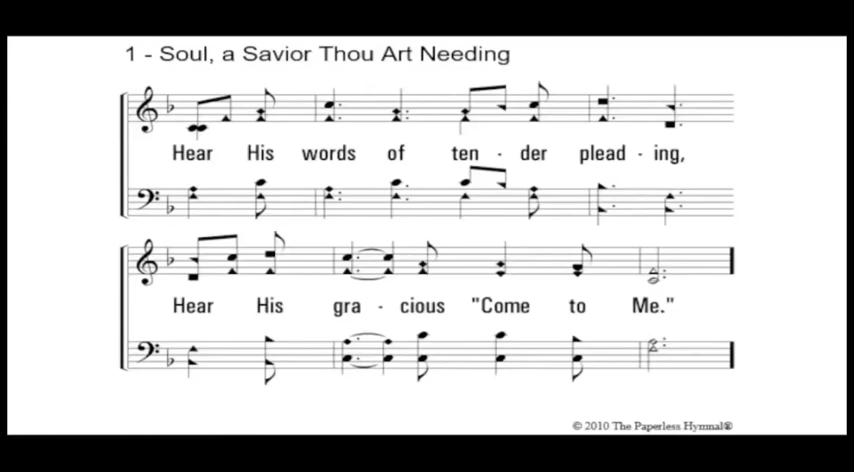 1 - Soul, a Savior Thou Art Needing
Hear His words of ten - der plead - ing,
Hear His gra - cious "Come to Me."
© 2010 The Paperless Hymnal®